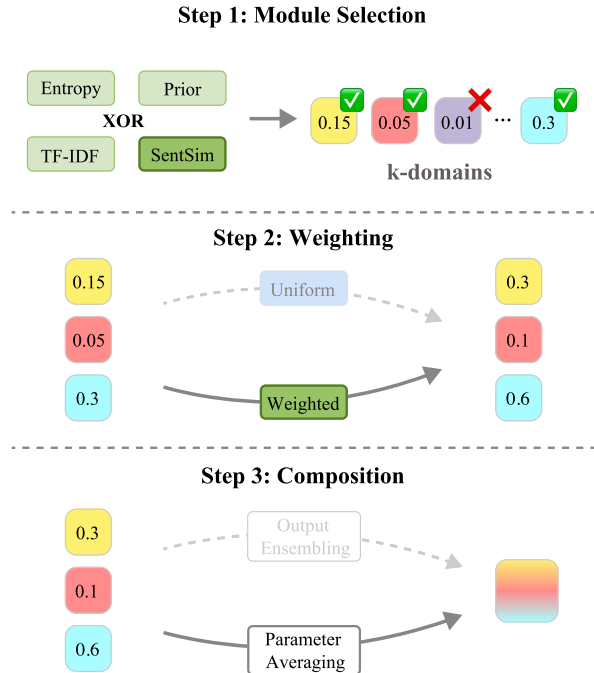 Step 1: Module Selection
Entropy
Prior
XOR
TF-IDF
SentSim
0.15
0.05
0.01
...
0.3
k-domains
Step 2: Weighting
0.15
0.05
0.3
Uniform
Weighted
0.3
0.1
0.6
Step 3: Composition
0.3
0.1
0.6
Output
Ensembling
Parameter
Averaging